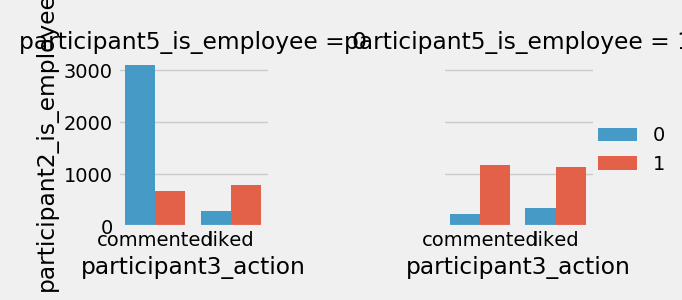 participant5_is_employee = 0
participant5_is_employee = 1
participant2_is_employee
3000
2000
1000
0
commented liked
commented liked
participant3_action
participant3_action
0
1